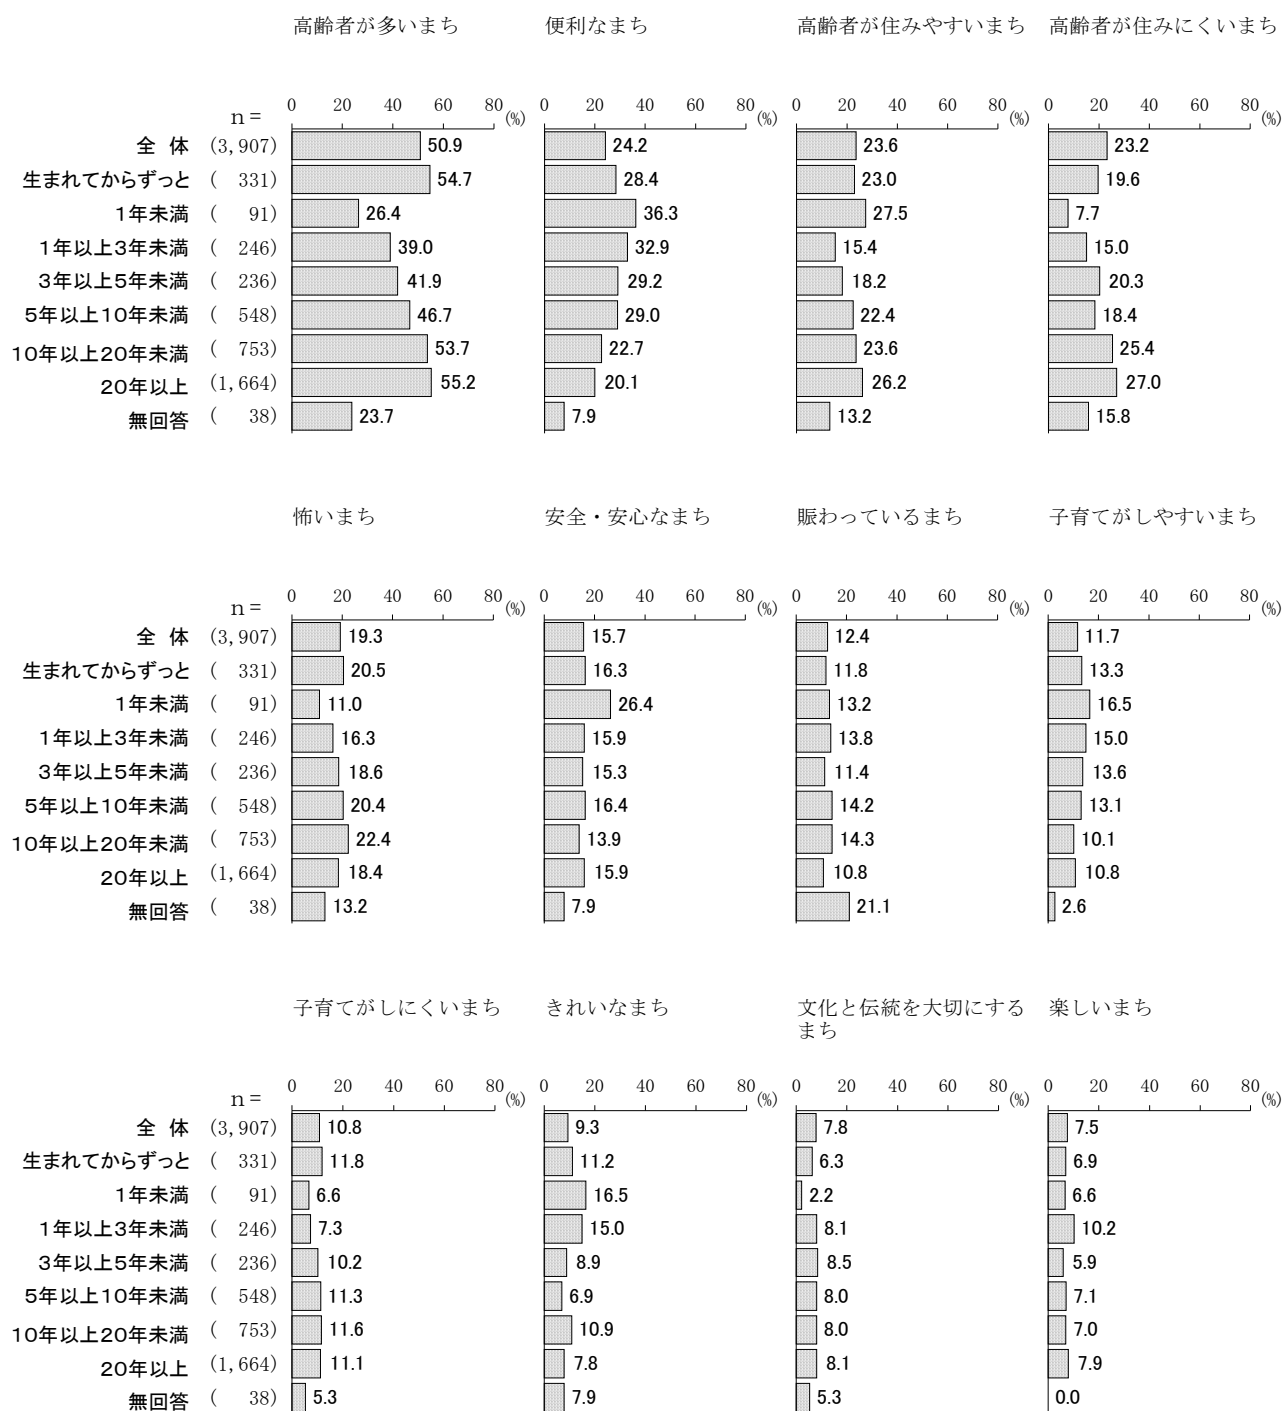 高齢者が多いまち 便利なまち 高齢者が住みやすいまち 高齢者が住みにくいまち
n = 0 20 40 60 80 (%) 0 20 40 60 80 (%) 0 20 40 60 80 (%) 0 20 40 60 80 (%)
全 体 (3,907) 50.9 24.2 23.6 23.2
生まれてからずっと ( 331) 54.7 28.4 23.0 19.6
1年未満 ( 91) 26.4 36.3 27.5 7.7
1年以上3年未満 ( 246) 39.0 32.9 15.4 15.0
3年以上5年未満 ( 236) 41.9 29.2 18.2 20.3
5年以上10年未満 ( 548) 46.7 29.0 22.4 18.4
10年以上20年未満 ( 753) 53.7 22.7 23.6 25.4
20年以上 (1,664) 55.2 20.1 26.2 27.0
無回答 ( 38) 23.7 7.9 13.2 15.8
怖いまち 安全・安心なまち 賑わっているまち 子育てがしやすいまち
n = 0 20 40 60 80 (%) 0 20 40 60 80 (%) 0 20 40 60 80 (%) 0 20 40 60 80 (%)
全 体 (3,907) 19.3 15.7 12.4 11.7
生まれてからずっと ( 331) 20.5 16.3 11.8 13.3
1年未満 ( 91) 11.0 26.4 13.2 16.5
1年以上3年未満 ( 246) 16.3 15.9 13.8 15.0
3年以上5年未満 ( 236) 18.6 15.3 11.4 13.6
5年以上10年未満 ( 548) 20.4 16.4 14.2 13.1
10年以上20年未満 ( 753) 22.4 13.9 14.3 10.1
20年以上 (1,664) 18.4 15.9 10.8 10.8
無回答 ( 38) 13.2 7.9 21.1 2.6
子育てがしにくいまち きれいなまち 文化と伝統を大切にする 楽しいまち
まち
n = 0 20 40 60 80 (%) 0 20 40 60 80 (%) 0 20 40 60 80 (%) 0 20 40 60 80 (%)
全 体 (3,907) 10.8 9.3 7.8 7.5
生まれてからずっと ( 331) 11.8 11.2 6.3 6.9
1年未満 ( 91) 6.6 16.5 2.2 6.6
1年以上3年未満 ( 246) 7.3 15.0 8.1 10.2
3年以上5年未満 ( 236) 10.2 8.9 8.5 5.9
5年以上10年未満 ( 548) 11.3 6.9 8.0 7.1
10年以上20年未満 ( 753) 11.6 10.9 8.0 7.0
20年以上 (1,664) 11.1 7.8 8.1 7.9
無回答 ( 38) 5.3 7.9 5.3 0.0